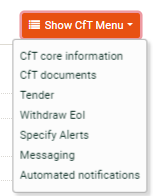 Show CfT Menu
CfT core information
CfT documents
Tender
Withdraw EoI
Specify Alerts
Messaging
Automated notifications